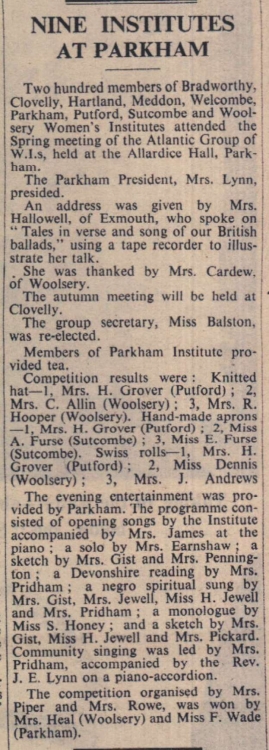 NINE INSTITUTES
AT PARKHAM
Two hundred members of Bradworthy,
Clovelly, Hartland, Meddon, Welcombe,
Parkham, Putford, Sutcombe and Wool-
sery Women's Institutes attended the
Spring meeting of the Atlantic Group of
W.I.s, held at the Allardice Hall, Park-
ham.
The Parkham President, Mrs. Lynn,
presided.
An address was given by Mrs.
Hallowell, of Exmouth, who spoke on
" Tales in verse and song of our British
ballads," using a tape recorder to illus-
trate her talk.
She was thanked by Mrs. Cardew,
of Woolsery.
The autumn meeting will be held at
Clovelly.
The group secretary, Miss Balston,
was re-elected.
Members of Parkham Institute pro-
vided tea.
Competition results were : Knitted
hat—1, Mrs. H. Grover (Putford) ; 2,
Mrs. C. Allin (Woolsery) ; 3, Mrs. R.
Hooper (Woolsery). Hand-made aprons
—1, Mrs. H. Grover (Putford) ; 2, Miss
A. Furse (Sutcombe) ; 3, Miss E. Furse
(Sutcombe). Swiss rolls—1, Mrs. H.
Grover (Putford) ; 2, Miss Dennis
(Woolsery) ; 3, Mrs. J. Andrews
The evening entertainment was pro-
vided by Parkham. The programme con-
sisted of opening songs by the Institute
accompanied by Mrs. James at the
piano ; a solo by Mrs. Earnshaw ; a
sketch by Mrs. Gist and Mrs. Penning-
ton ; a Devonshire reading by Mrs.
Pridham ; a negro spiritual sung by
Mrs. Gist, Mrs. Jewell, Miss H. Jewell
and Mrs. Pridham ; a monologue by
Miss S. Honey ; and a sketch by Mrs.
Gist, Miss H. Jewell and Mrs. Pickard.
Community singing was led by Mrs.
Pridham, accompanied by the Rev.
J. E. Lynn on a piano-accordion.
The competition organised by Mrs.
Piper and Mrs. Rowe, was won by
Mrs. Heal (Woolsery) and Miss F. Wade
(Parkham).